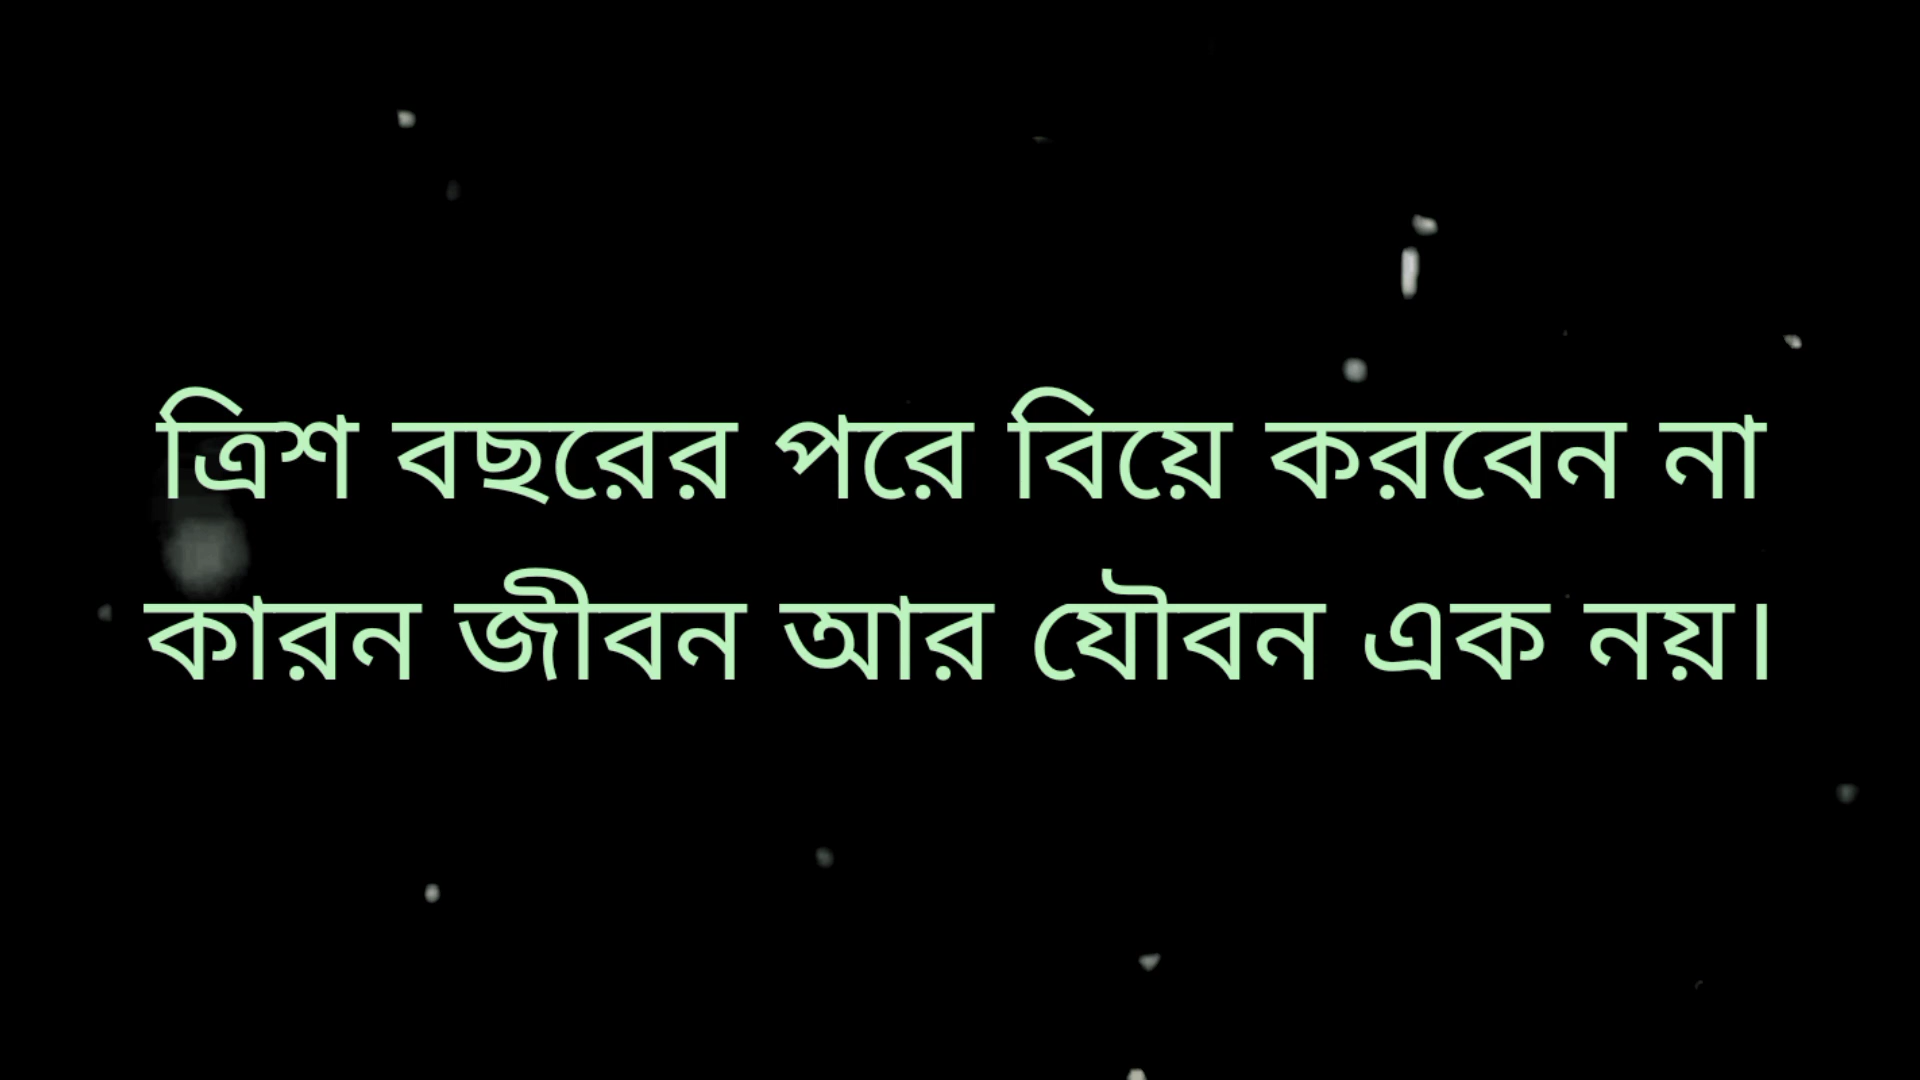 ত্রিশ বছরের পরে বিয়ে করবেন না
কারন জীবন আর যৌবন এক নয়।